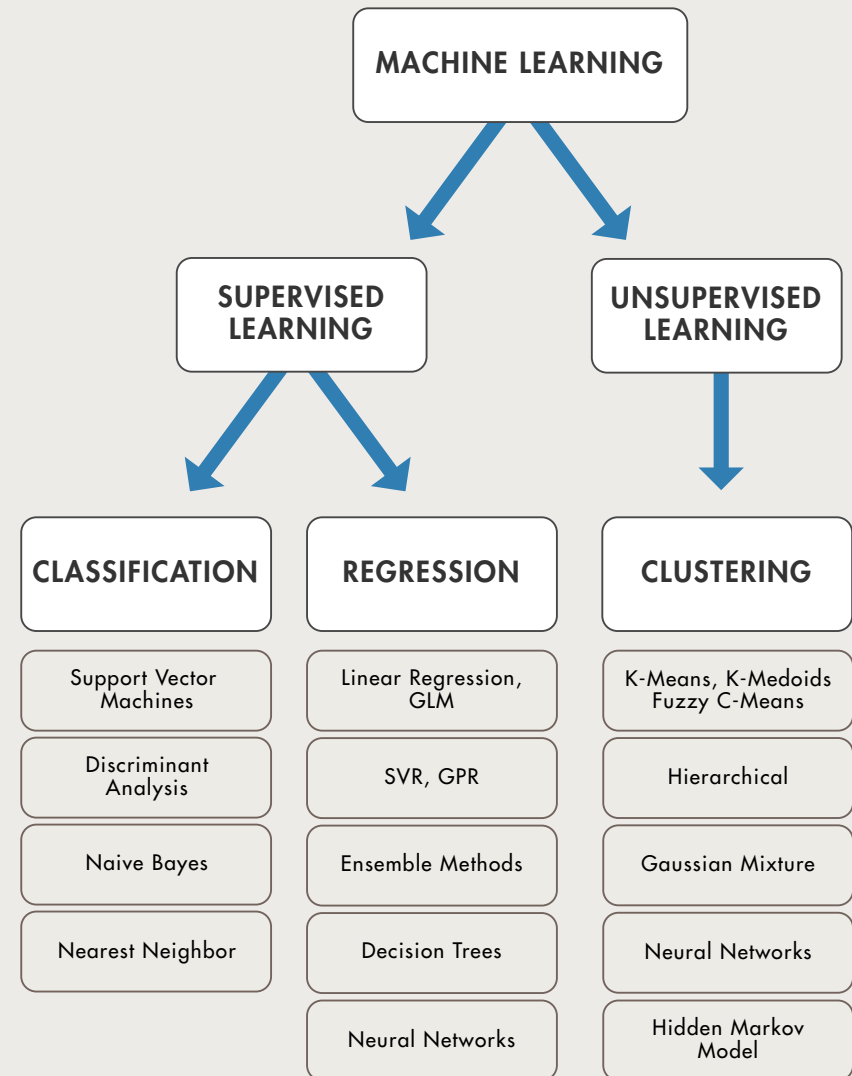 MACHINE LEARNING
SUPERVISED
LEARNING
UNSUPERVISED
LEARNING
CLASSIFICATION
Support Vector
Machines
Discriminant
Analysis
Naive Bayes
Nearest Neighbor
REGRESSION
Linear Regression,
GLM
SVR, GPR
Ensemble Methods
Decision Trees
Neural Networks
CLUSTERING
K-Means, K-Medoids
Fuzzy C-Means
Hierarchical
Gaussian Mixture
Neural Networks
Hidden Markov
Model